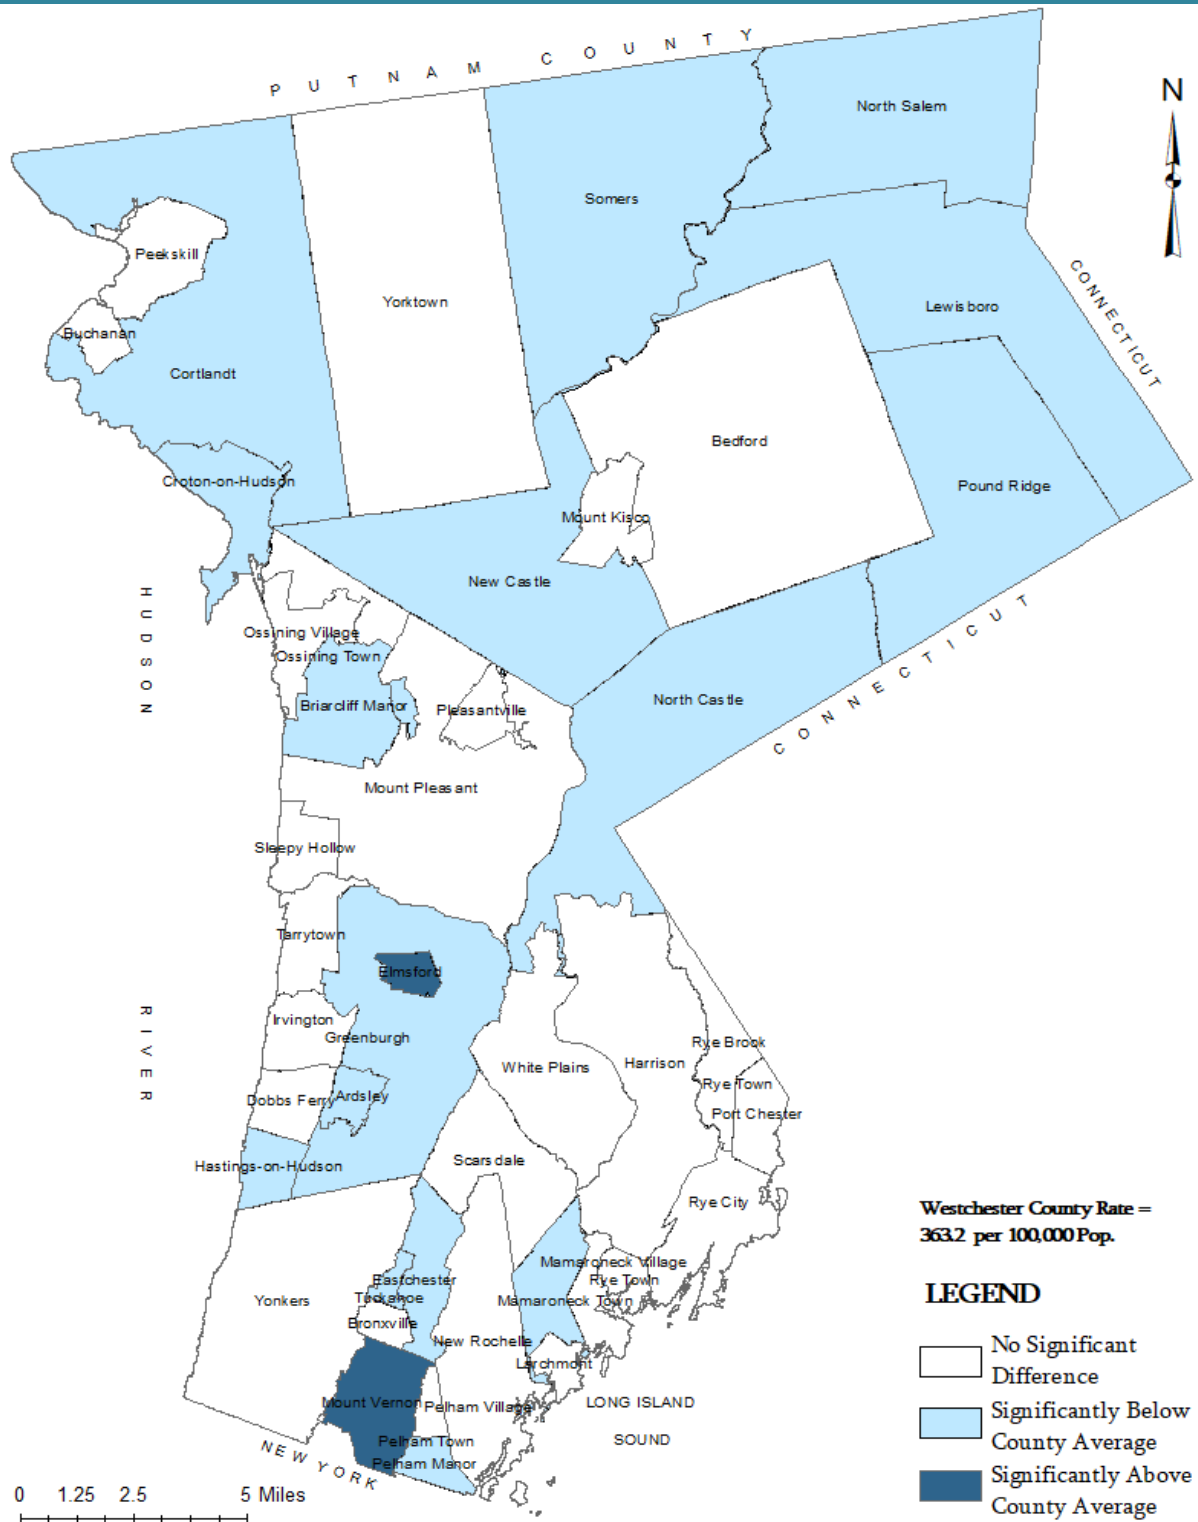 PUTNAM COUNTY
N
North Salem
Somers
Peekskill
Yorktown
Lewisboro
CONNECTICUT
Buchanan
Cortlandt
Bedford
Croton-on-Hudson
Pound Ridge
Mount Kisco
New Castle
HUDSON
Ossining Village
Ossining Town
North Castle
CONNECTICUT
Briarcliff Manor
Pleasantville
Mount Pleasant
Sleepy Hollow
Tarrytown
Elmsford
Irvington
RIVER
Greenburgh
Rye Brook
White Plains
Harrison
Rye Town
Dobbs Ferry
Ardsley
Port Chester
Scarsdale
Hastings-on-Hudson
Rye City
Westchester County Rate =
363.2 per 100,000 Pop.
Mamaroneck Village
Eastchester
Rye Town
Tuckahoe
Yonkers
Mamaroneck Town
LEGEND
Bronxville
New Rochelle
No Significant
Difference
Larchmont
Mount Vernon
Pelham Village
LONG ISLAND
SOUND
Significantly Below
County Average
Pelham Town
Pelham Manor
NEW YORK
Significantly Above
County Average
0 1.25 2.5 5 Miles